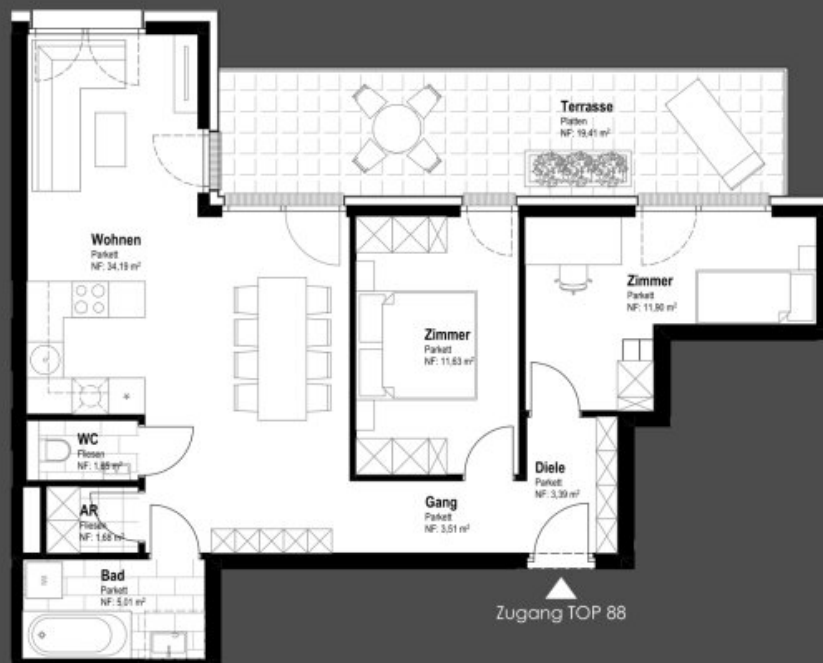 Terrasse
Platten
NF: 19,41 m²
Wohnen
Parkett
NF: 34,19 m²
Zimmer
Parkett
NF: 11,90 m²
Zimmer
Parkett
NF: 11,63 m²
WC
Fliesen
NF: 1,65 m²
Diele
Parkett
NF: 3,39 m²
Gang
Parkett
NF: 3,51 m²
AR
Fliesen
NF: 1,68 m²
Bad
Parkett
NF: 5,01 m²
Zugang TOP 88